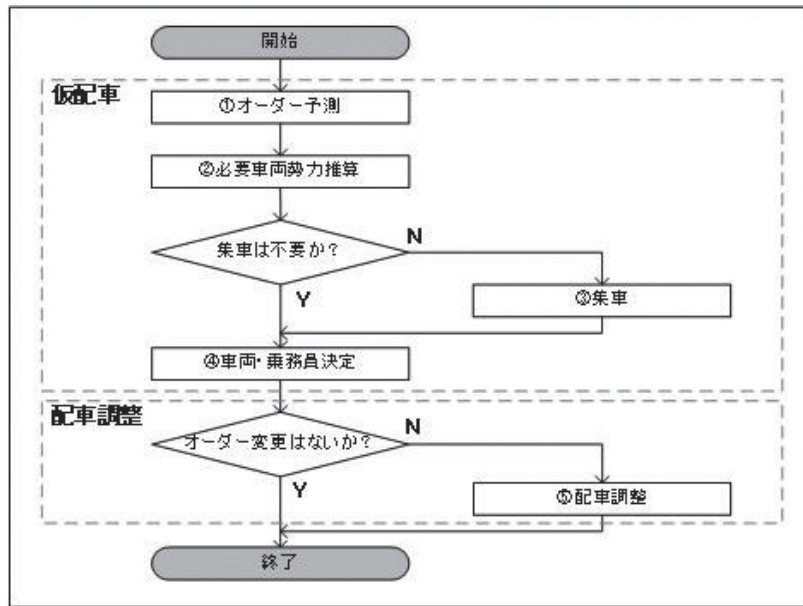 開始
仮配車
①オーダー予測
②必要車両勢力推算
集車は不要か?
N
Y
③集車
④車両・乗務員決定
配車調整
オーダー変更はないか?
N
Y
⑤配車調整
終了